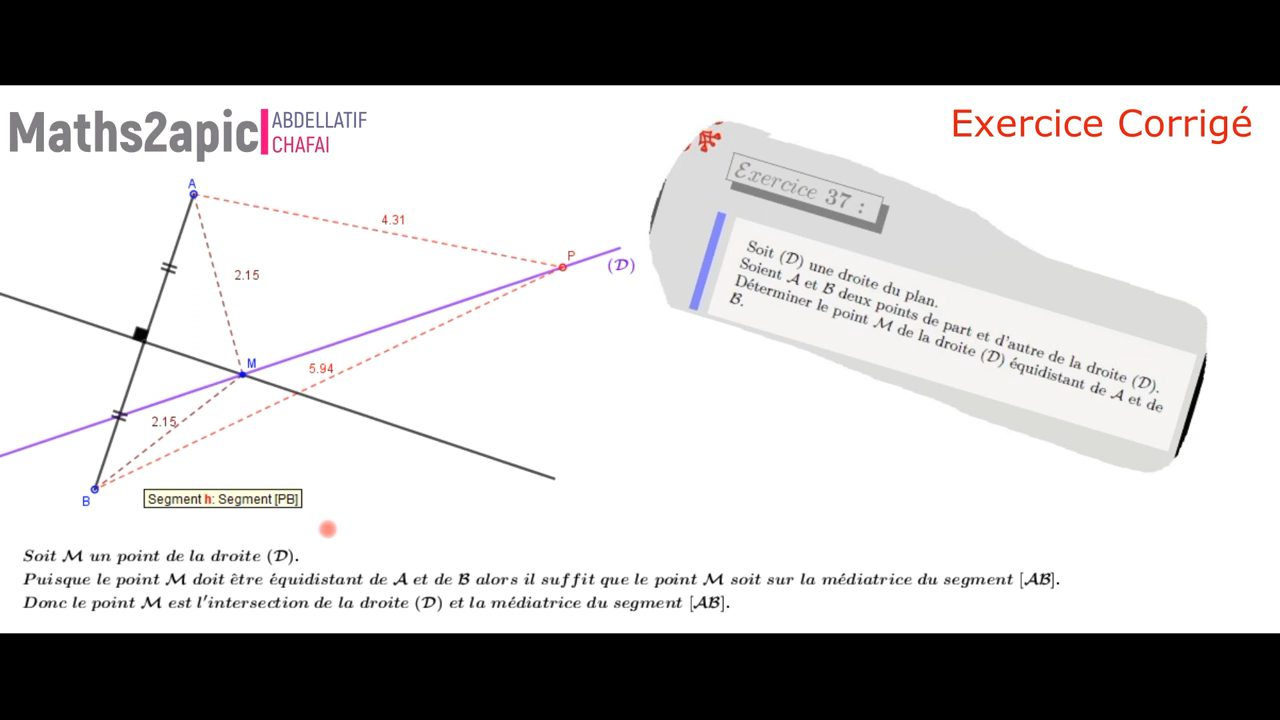 Maths2apic
ABDELLATIF
CHAFAI
Exercice Corrigé
Exercice 37 :
Soit (D) une droite du plan.
Soient A et B deux points de part et d'autre de la droite (D).
Déterminer le point M de la droite (D) équidistant de A et de
B.
A
4.31
P
(D)
2.15
M
5.94
2.15
B
Segment h: Segment [PB]
Soit M un point de la droite (D).
Puisque le point M doit être équidistant de A et de B alors il suffit que le point M soit sur la médiatrice du segment [AB].
Donc le point M est l'intersection de la droite (D) et la médiatrice du segment [AB].